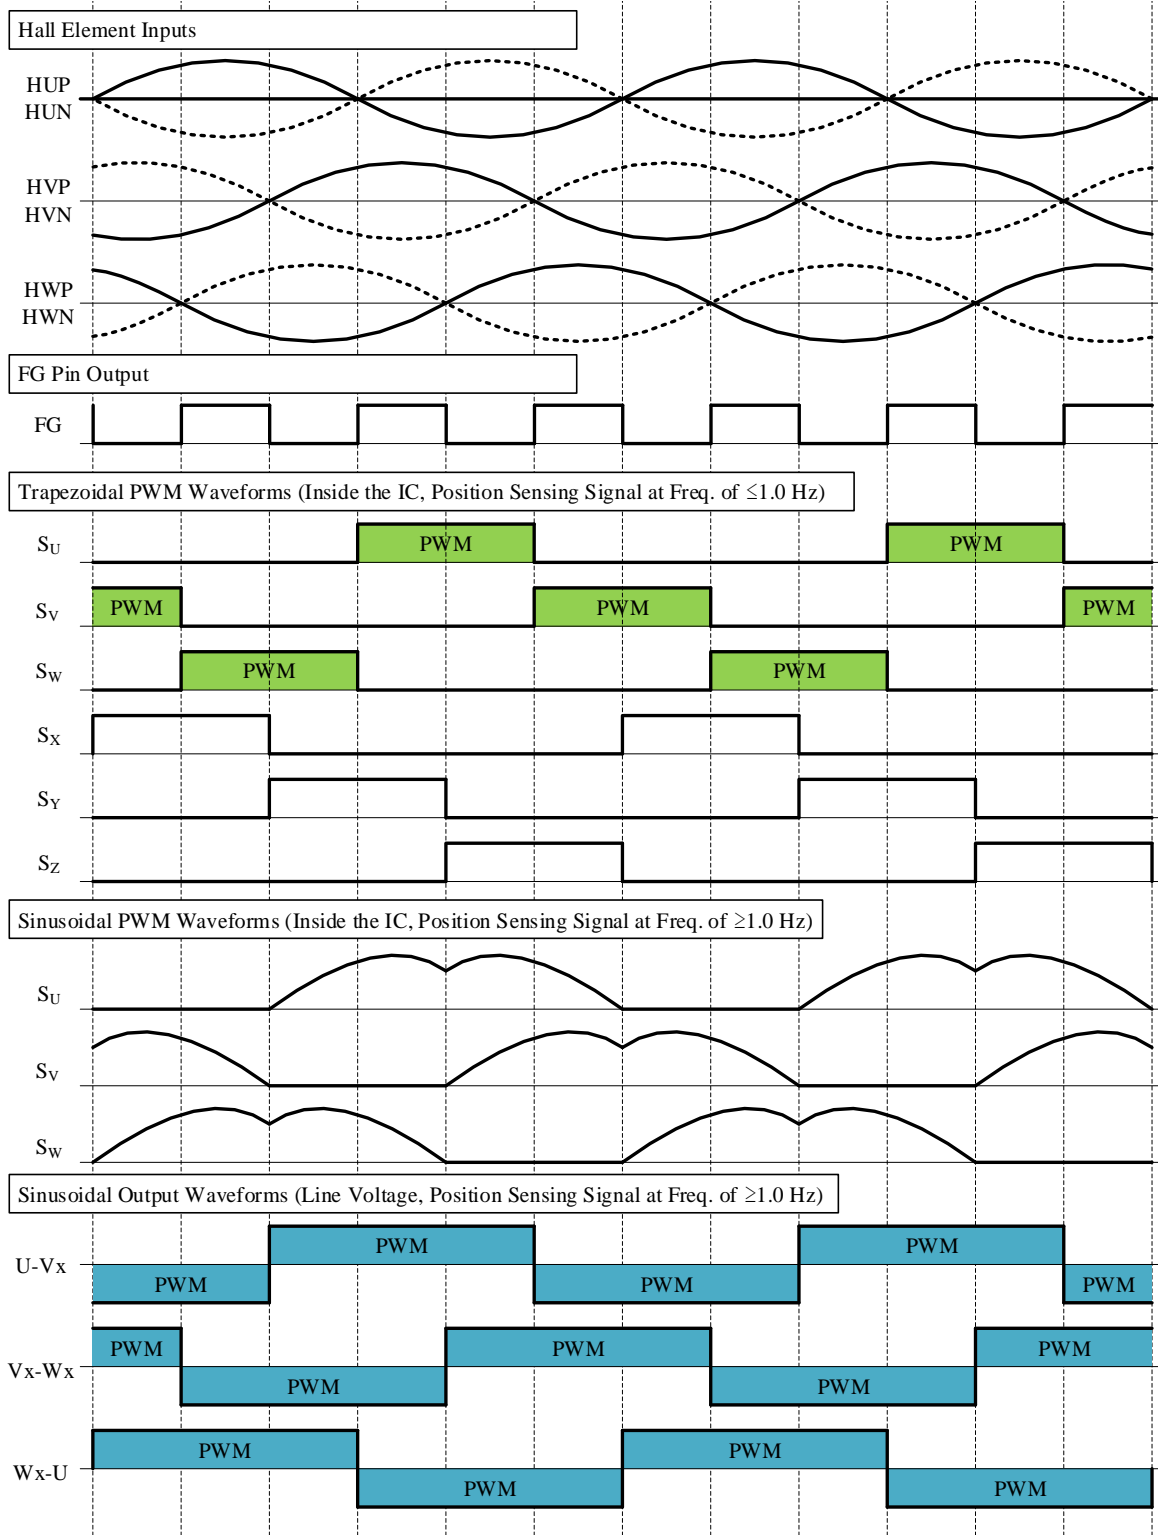 Hall Element Inputs
HUP
HUN
HVP
HVN
HWP
HWN
FG Pin Output
FG
Trapezoidal PWM Waveforms (Inside the IC, Position Sensing Signal at Freq. of ≤1.0 Hz)
SU PWM PWM
SV PWM PWM PWM
SW PWM PWM
SX
SY
SZ
Sinusoidal PWM Waveforms (Inside the IC, Position Sensing Signal at Freq. of ≥1.0 Hz)
SU
SV
SW
Sinusoidal Output Waveforms (Line Voltage, Position Sensing Signal at Freq. of ≥1.0 Hz)
PWM PWM
U-Vx
PWM PWM PWM
PWM PWM PWM
Vx-Wx
PWM PWM
PWM PWM
Wx-U
PWM PWM